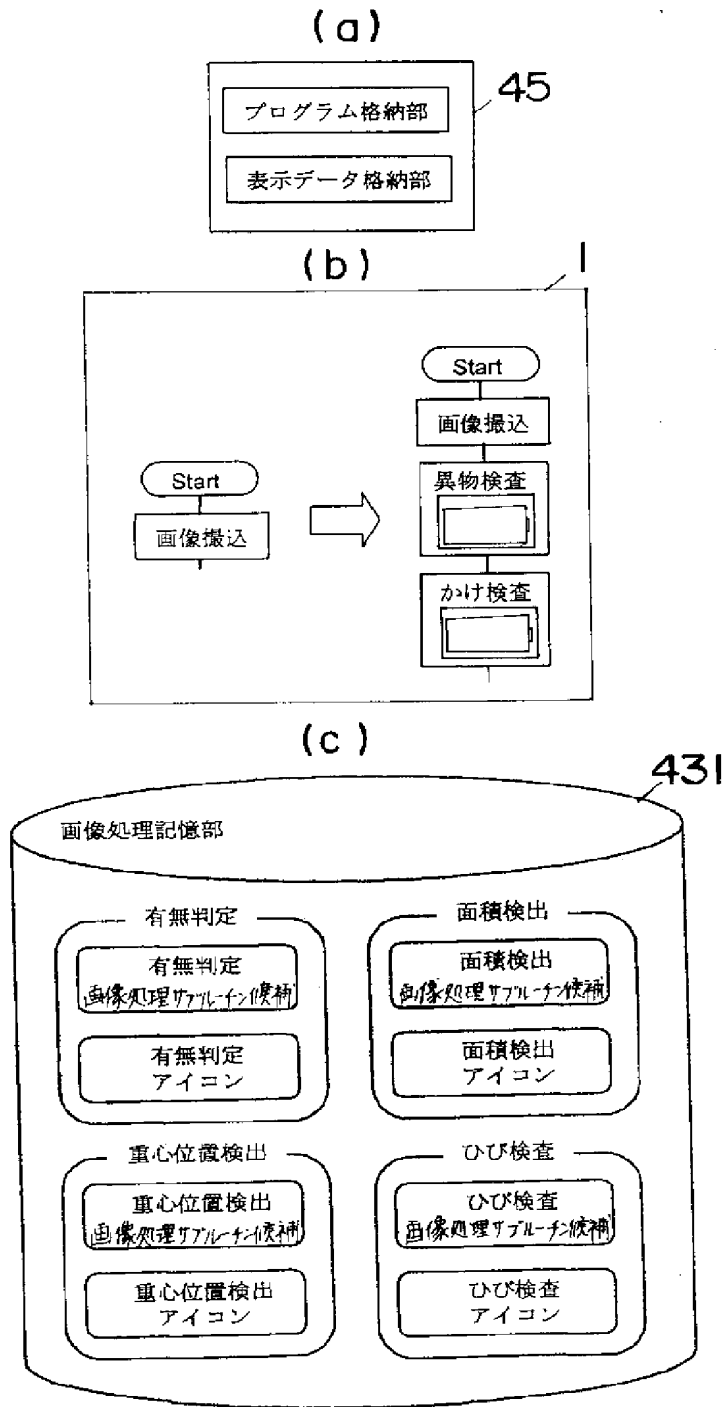 (a)
45
プログラム格納部
表示データ格納部
(b)
1
Start
画像撮込
Start
画像撮込
異物検査
かけ検査
(c)
431
画像処理記憶部
有無判定
有無判定
画像処理サブルーチン候補
有無判定
アイコン
面積検出
面積検出
画像処理サブルーチン候補
面積検出
アイコン
重心位置検出
重心位置検出
画像処理サブルーチン候補
重心位置検出
アイコン
ひび検査
ひび検査
画像処理サブルーチン候補
ひび検査
アイコン